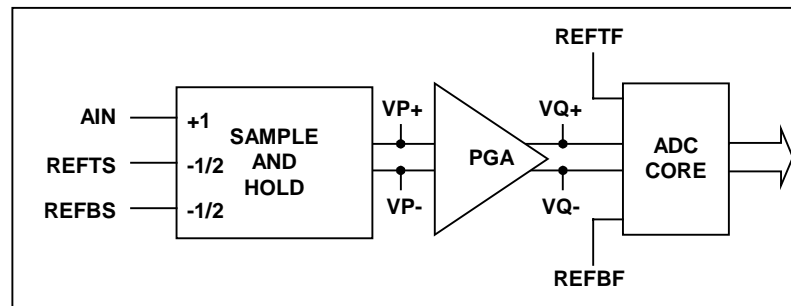 REFTF
AIN
+1
SAMPLE
AND
HOLD
VP+
VQ+
PGA
ADC
CORE
REFTS
-1/2
REFBS
-1/2
VP-
VQ-
REFBF